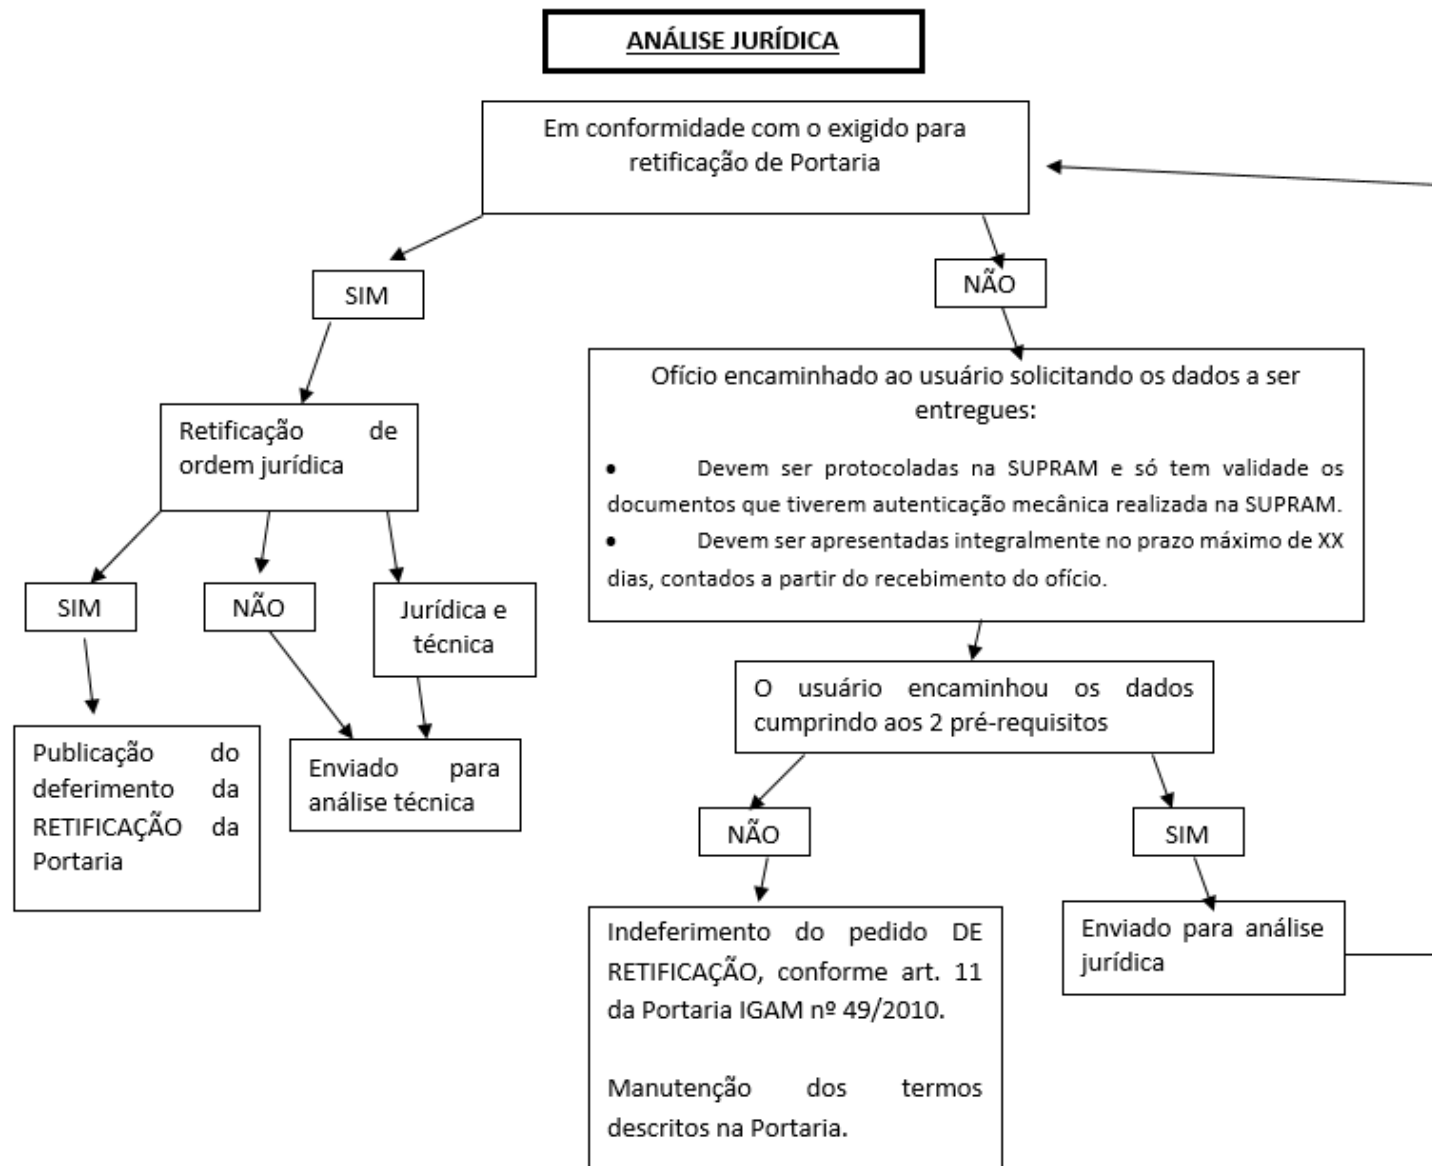 ANÁLISE JURÍDICA
Em conformidade com o exigido para
retificação de Portaria
SIM
NÃO
Retificação de
ordem jurídica
Ofício encaminhado ao usuário solicitando os dados a ser
entregues:
• Devem ser protocoladas na SUPRAM e só tem validade os
documentos que tiverem autenticação mecânica realizada na SUPRAM.
• Devem ser apresentadas integralmente no prazo máximo de XX
dias, contados a partir do recebimento do ofício.
SIM
NÃO
Jurídica e
técnica
O usuário encaminhou os dados
cumprindo aos 2 pré-requisitos
Publicação do
deferimento da
RETIFICAÇÃO da
Portaria
Enviado para
análise técnica
NÃO
SIM
Indeferimento do pedido DE
RETIFICAÇÃO, conforme art. 11
da Portaria IGAM nº 49/2010.
Manutenção dos termos
descritos na Portaria.
Enviado para análise
jurídica